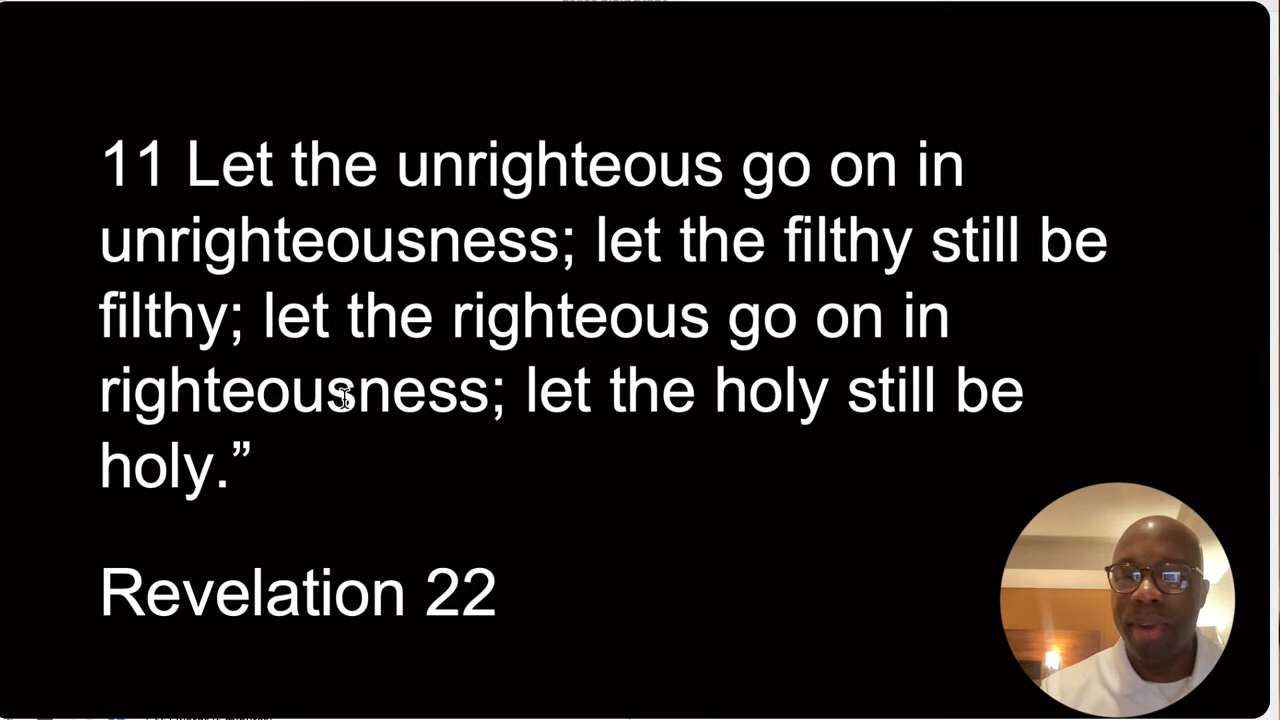 11 Let the unrighteous go on in
unrighteousness; let the filthy still be
filthy; let the righteous go on in
righteousness; let the holy still be
holy.”
Revelation 22